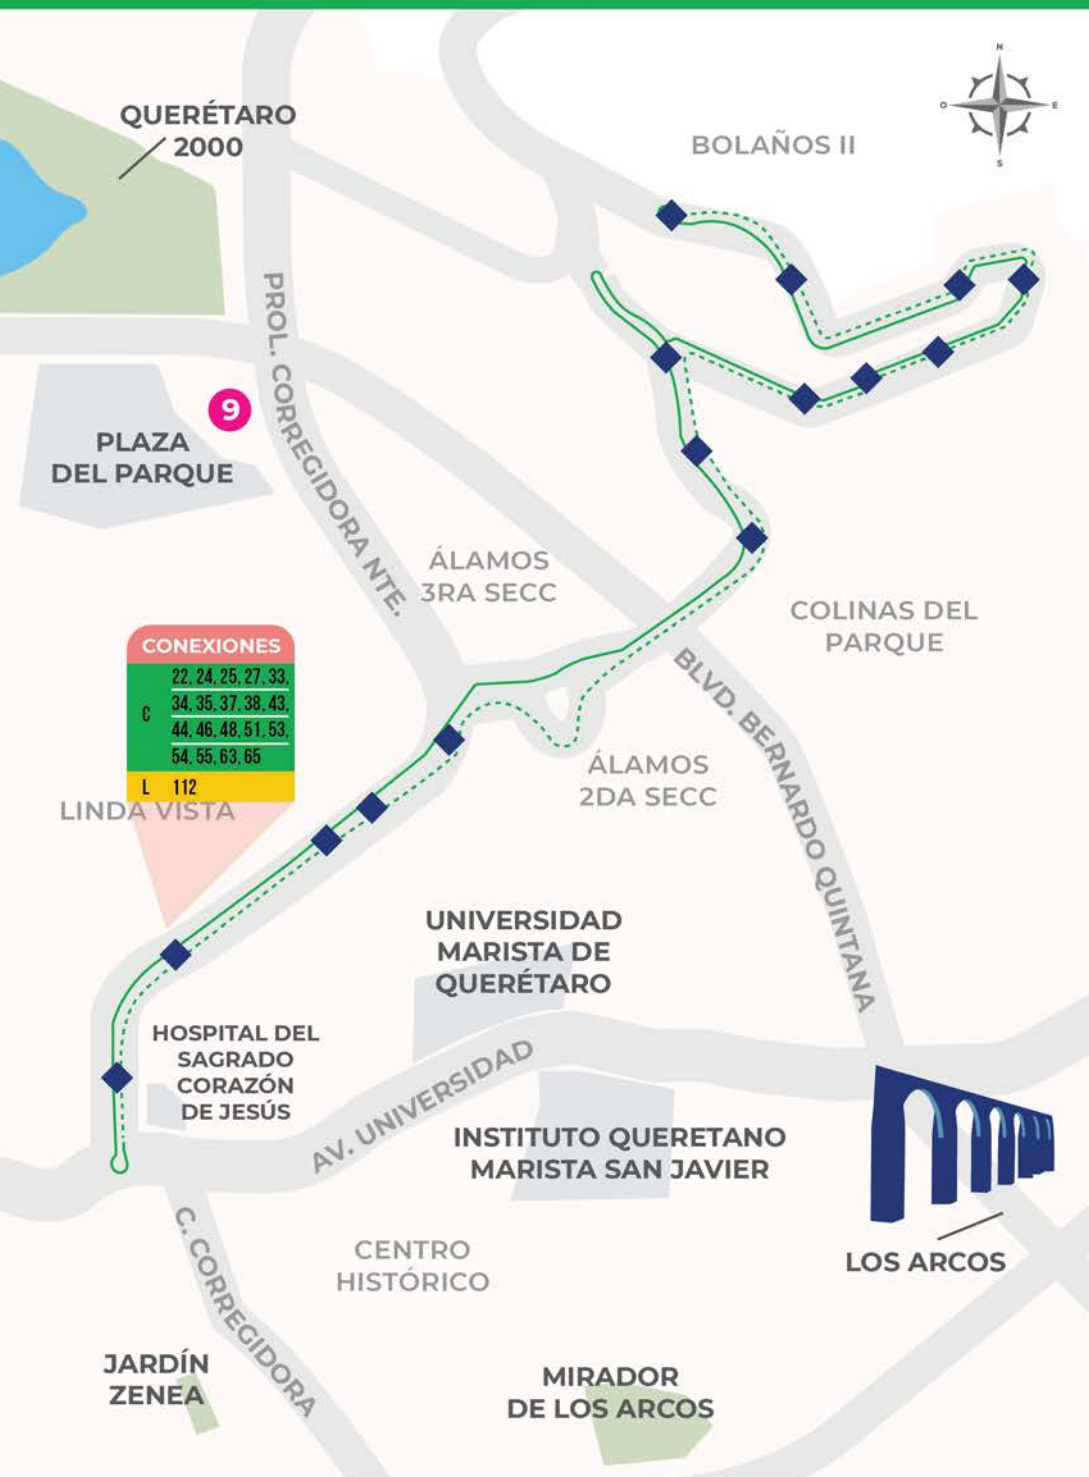 N
O
E
S
QUERÉTARO
2000
BOLAÑOS II
PROL. CORREGIDORA NTE.
9
PLAZA
DEL PARQUE
ÁLAMOS
3RA SECC
COLINAS DEL
PARQUE
CONEXIONES
C
22, 24, 25, 27, 33,
34, 35, 37, 38, 43,
44, 46, 48, 51, 53,
54, 55, 63, 65
L 112
LINDA VISTA
BLVD. BERNARDO QUINTANA
ÁLAMOS
2DA SECC
UNIVERSIDAD
MARISTA DE
QUERÉTARO
HOSPITAL DEL
SAGRADO
CORAZÓN
DE JESÚS
AV. UNIVERSIDAD
INSTITUTO QUERETANO
MARISTA SAN JAVIER
C. CORREGIDORA
CENTRO
HISTÓRICO
LOS ARCOS
JARDÍN
ZENEA
MIRADOR
DE LOS ARCOS